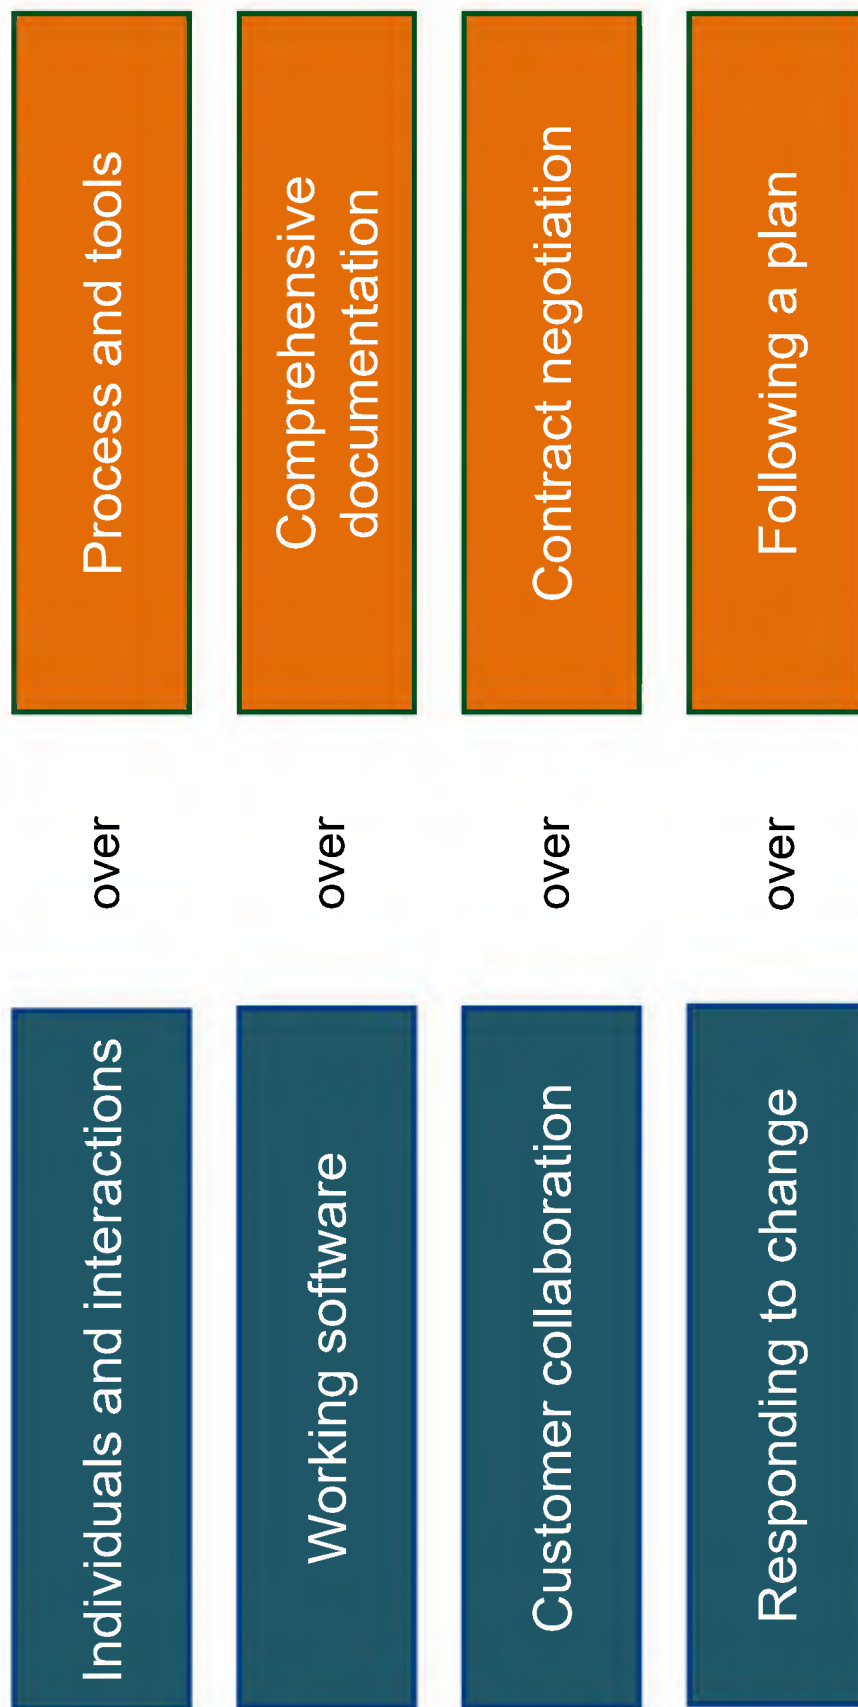 Individuals and interactions
over
Process and tools
Working software
over
Comprehensive
documentation
Customer collaboration
over
Contract negotiation
Responding to change
over
Following a plan